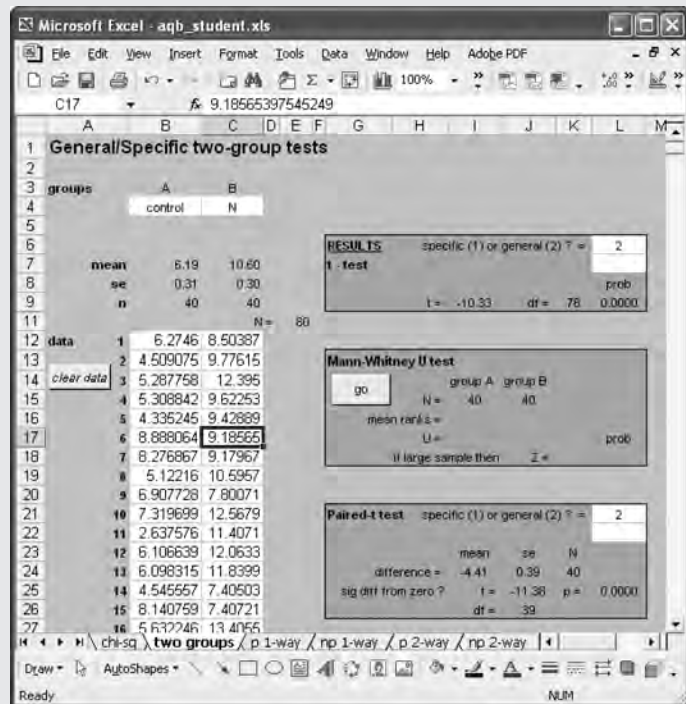 Microsoft Excel - aqb_student.xls
File Edit View Insert Format Tools Data Window Help Adobe PDF
100%
C17 fx 9.18565397545249
A B C D E F G H I J K L M
1 General/Specific two-group tests
2
3 groups A B
4 control N
5
6 RESULTS specific (1) or general (2) ? = 2
7 mean 6.19 10.60 t - test
8 se 0.31 0.30 prob
9 n 40 40 t = -10.33 df = 78 0.0000
11 N = 80
12 data 1 6.2746 8.50387
13 2 4.509075 9.77615 Mann-Whitney U test
14 clear data 3 5.287758 12.395 go group A group B
15 4 5.308842 9.62253 N = 40 40
16 5 4.335245 9.42889 mean ranks =
17 6 8.888064 9.18565 U = prob
18 7 8.276867 9.17967 If large sample then Z =
19 8 5.12216 10.5957
20 9 6.907728 7.80071
21 10 7.319699 12.5679 Paired-t test specific (1) or general (2) ? = 2
22 11 2.637576 11.4071
23 12 6.106639 12.0633 mean se N
24 13 6.098315 11.8399 difference = -4.41 0.39 40
25 14 4.545557 7.40503 sig diff from zero ? t = -11.38 p = 0.0000
26 15 8.140759 7.40721 df = 39
27 16 5.632246 13.4055
chi-sq two groups p 1-way np 1-way p 2-way np 2-way
Draw AutoShapes
Ready NUM